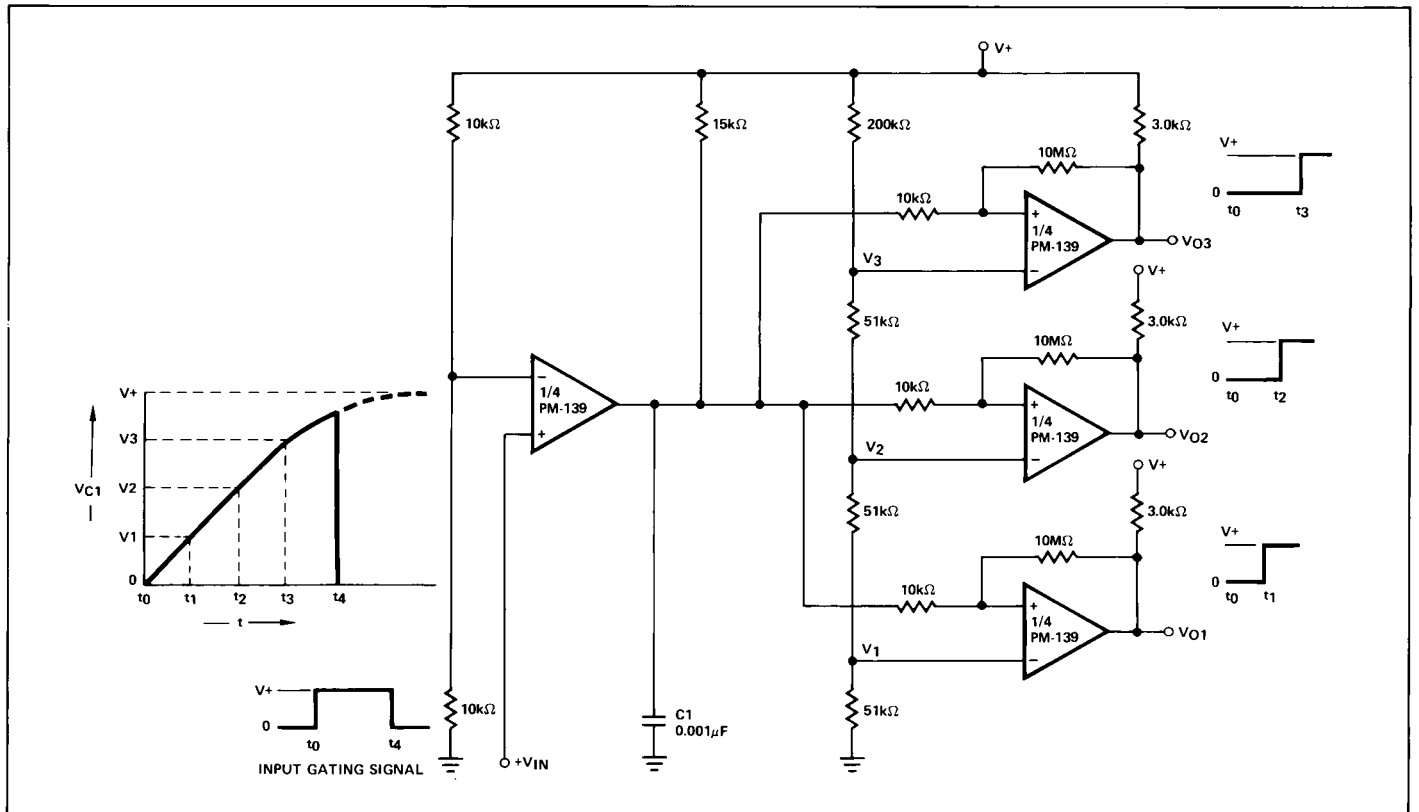 V+
10kΩ
15kΩ
200kΩ
3.0kΩ
10MΩ
V+
0
t0
t3
10kΩ
+
1/4
PM-139
−
VO3
V3
V+
51kΩ
3.0kΩ
10MΩ
V+
0
t0
t2
−
1/4
PM-139
+
10kΩ
+
1/4
PM-139
−
VO2
V2
V+
V+
V3
VC1
V2
V1
0
t0
t1
t2
t3
t4
t
51kΩ
3.0kΩ
10MΩ
V+
0
t0
t1
10kΩ
+
1/4
PM-139
−
VO1
V1
V+
0
t0
t4
INPUT GATING SIGNAL
10kΩ
+VIN
C1
0.001μF
51kΩ